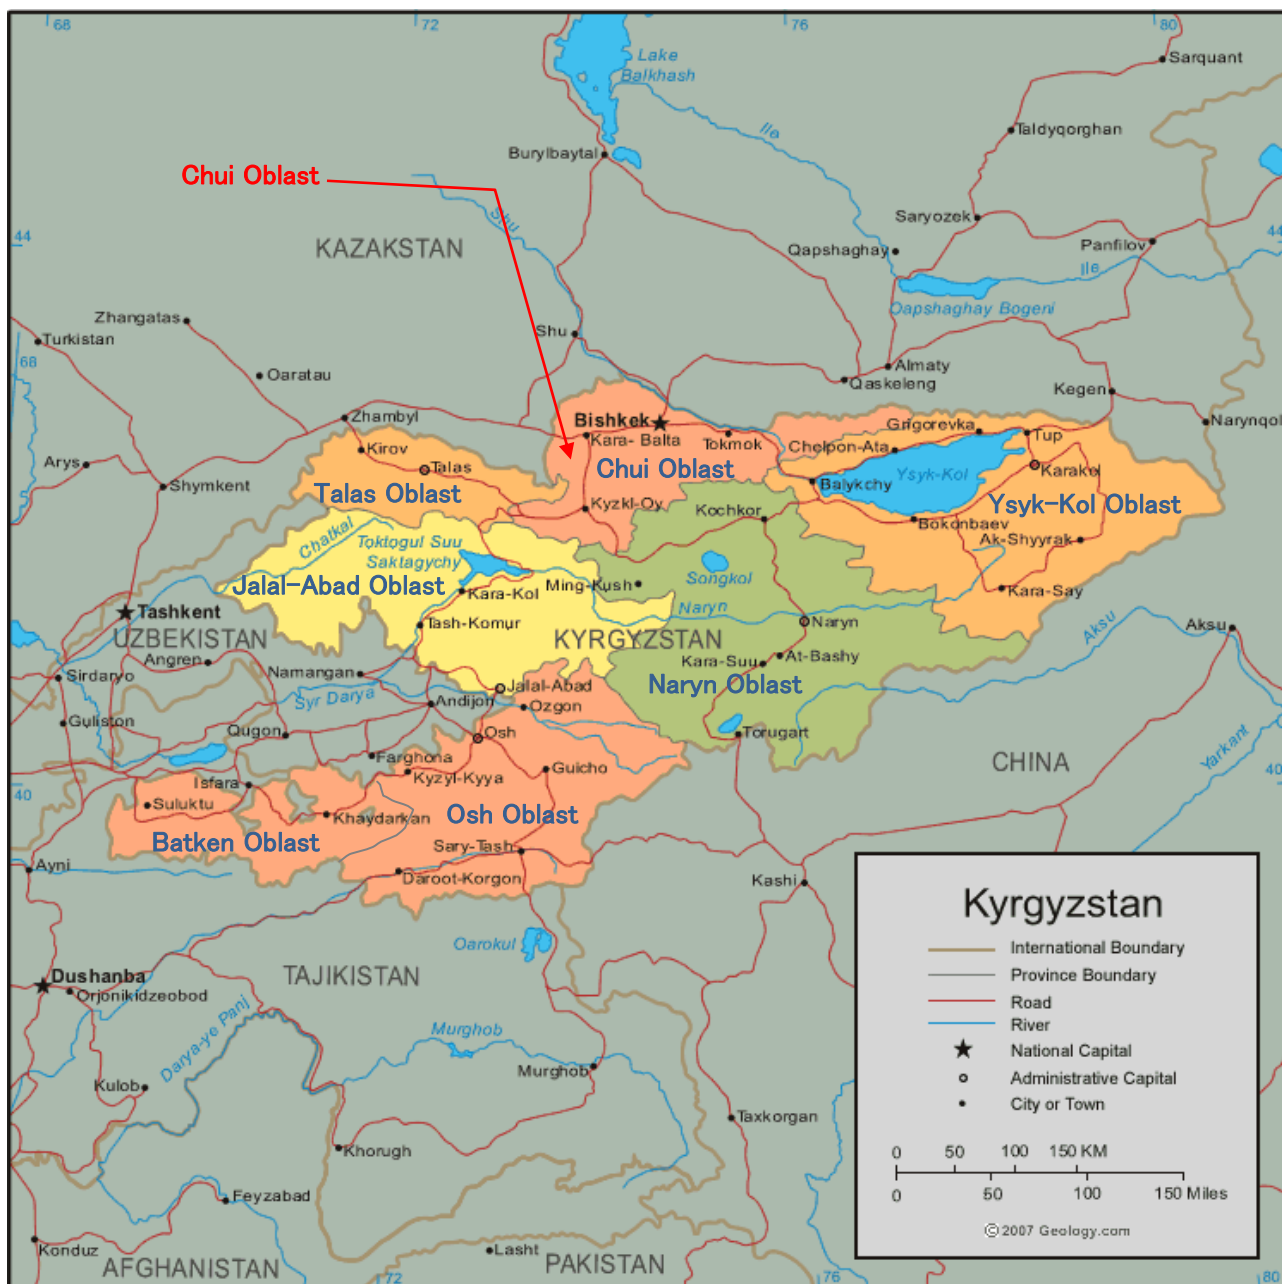 68
72
76
80
Lake
Balkhash
Sarquant
Ile
Taldyqorghan
Burylbaytal
Chui Oblast
Shu
Saryozek
44
KAZAKSTAN
Qapshaghay
Panfilov
44
Ile
Oapshaghay Bogeni
Zhangatas
Turkistan
Shu
68
Oaratau
Almaty
Qaskeleng
Kegen
Zhambyl
Bishkek
Grigorevka
Narynqol
Kirov
Kara- Balta
Tokmok
Chelpon-Ata
Tup
Arys
Talas
Chui Oblast
Ysyk-Kol
Karakol
Shymkent
Talas Oblast
Balykchy
Ysyk-Kol Oblast
Kyzkl-Oy
Kochkor
Bokonbaev
Chatkal
Toktogul Suu
Saktagychy
Ak-Shyyrak
Jalal-Abad Oblast
Ming-Kush
Songkol
Kara-Kol
Kara-Say
Tashkent
Naryn
Tash-Komur
Naryn
Aksu
Aksu
UZBEKISTAN
KYRGYZSTAN
Angren
Kara-Suu
At-Bashy
Sirdaryo
Namangan
Jalal-Abad
Naryn Oblast
Syr Darya
Andijon
Ozgon
Guliston
Qugon
Osh
Torugart
Farghona
CHINA
Yarkant
Guicho
Kyzyl-Kyya
40
Isfara
40
Suluktu
Khaydarkan
Osh Oblast
Batken Oblast
Sary-Tash
Ayni
Daroot-Korgon
Kashi
Kyrgyzstan
Oarokul
International Boundary
TAJIKISTAN
Dushanba
Province Boundary
Orjonikidzeobod
Road
River
Darya-ye Panj
Murghob
National Capital
Kulob
Murghob
Administrative Capital
City or Town
Taxkorgan
Khorugh
0 50 100 150 KM
0 50 100 150 Miles
Feyzabad
© 2007 Geology.com
Konduz
Lasht
AFGHANISTAN
PAKISTAN
72
76
80